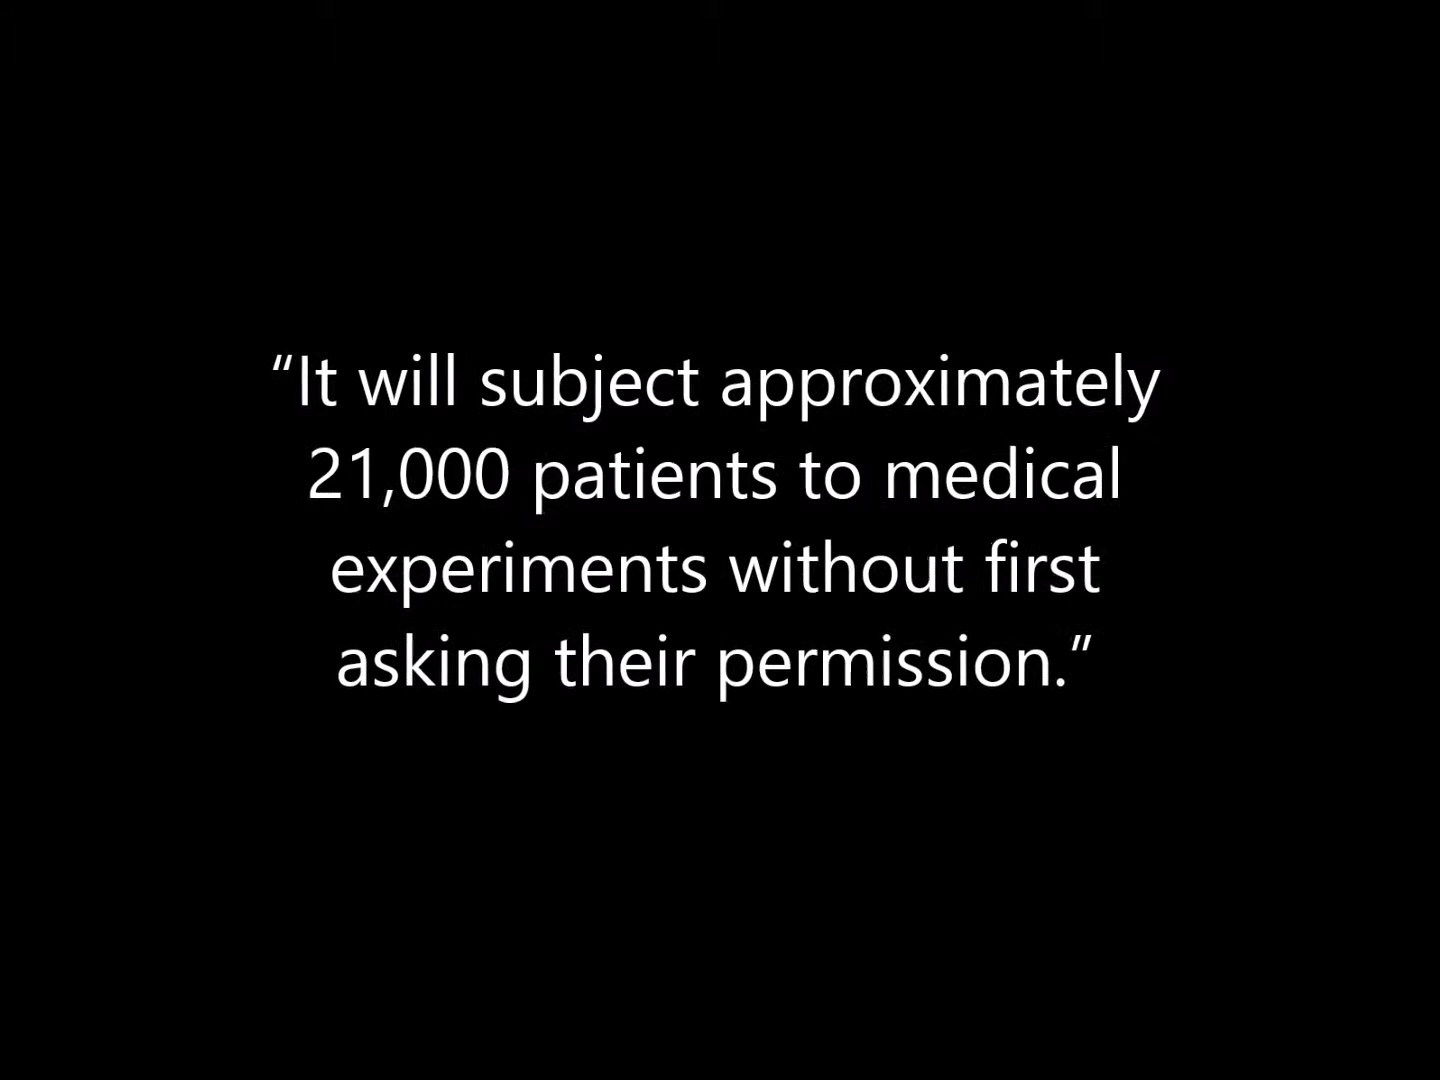 “It will subject approximately
21,000 patients to medical
experiments without first
asking their permission.”